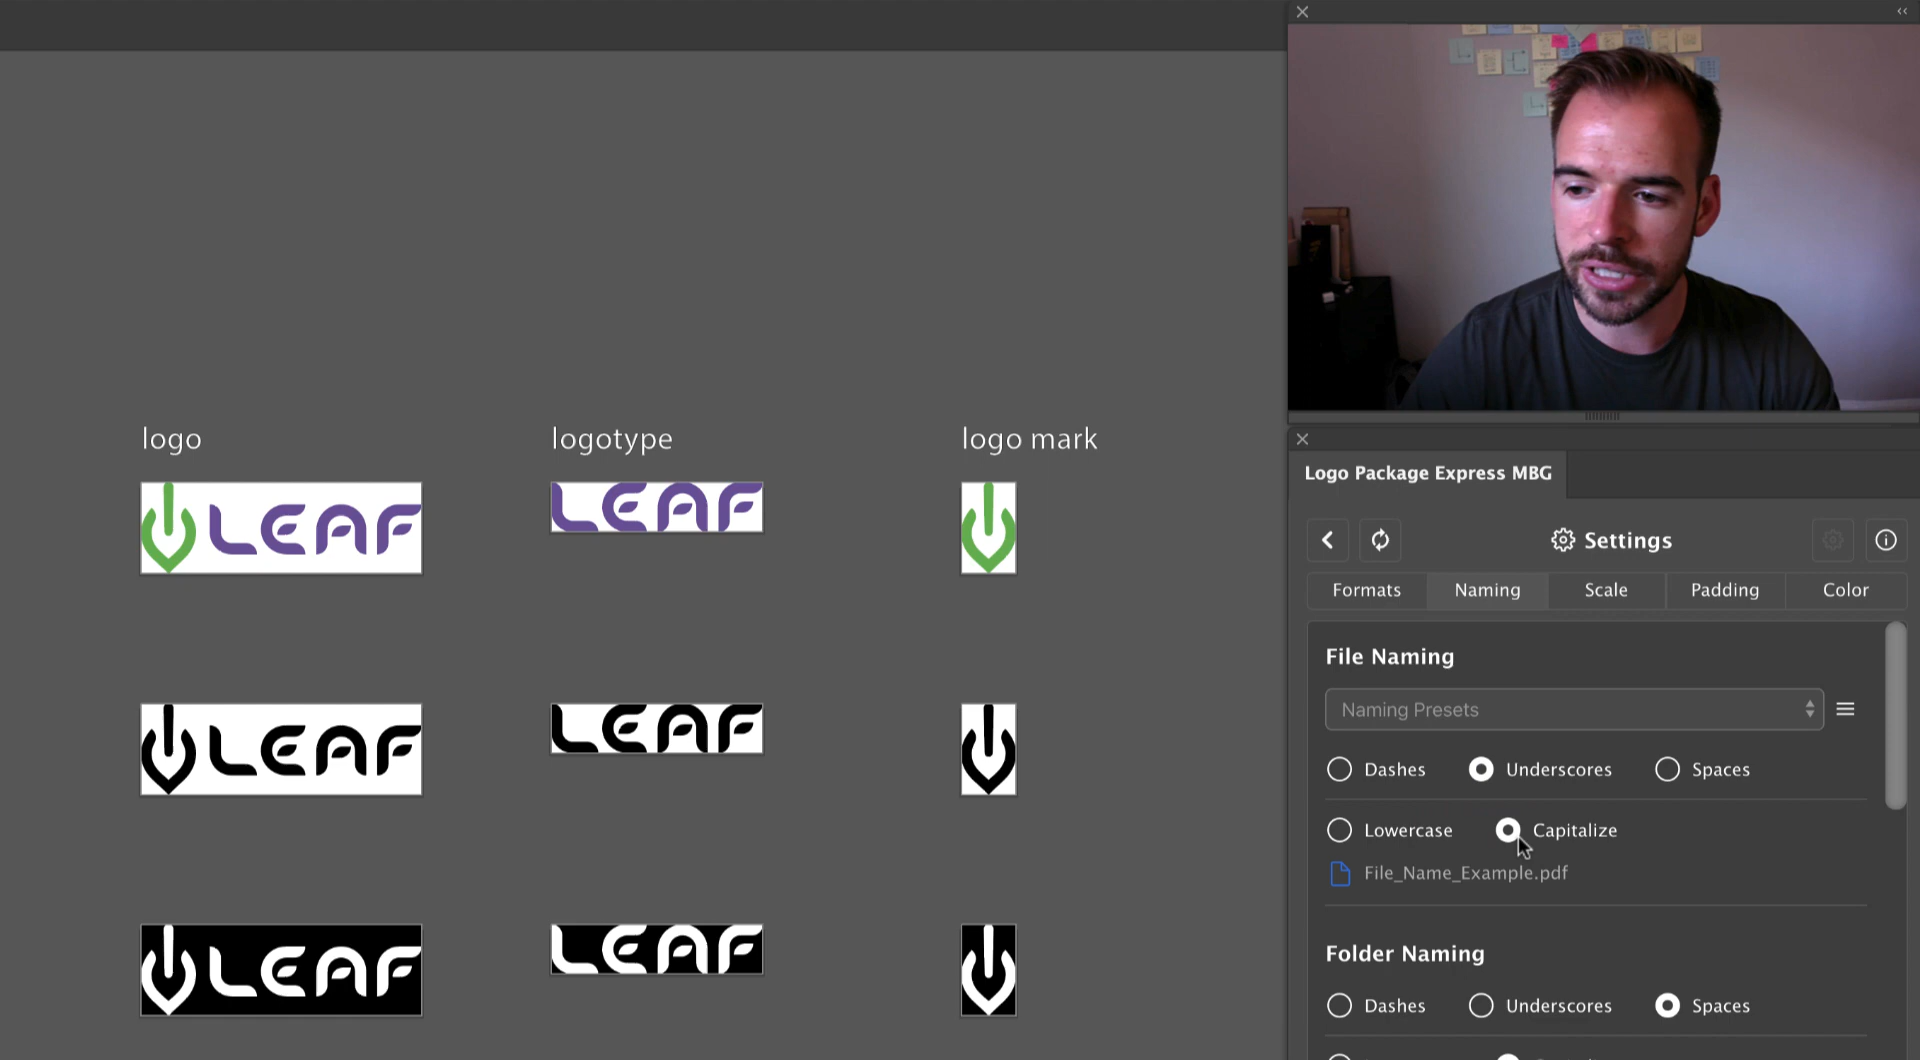 logo
logotype
logo mark
LEAF
LEAF
LEAF
LEAF
LEAF
LEAF
Logo Package Express MBG
Settings
Formats
Naming
Scale
Padding
Color
File Naming
Naming Presets
Dashes
Underscores
Spaces
Lowercase
Capitalize
File_Name_Example.pdf
Folder Naming
Dashes
Underscores
Spaces